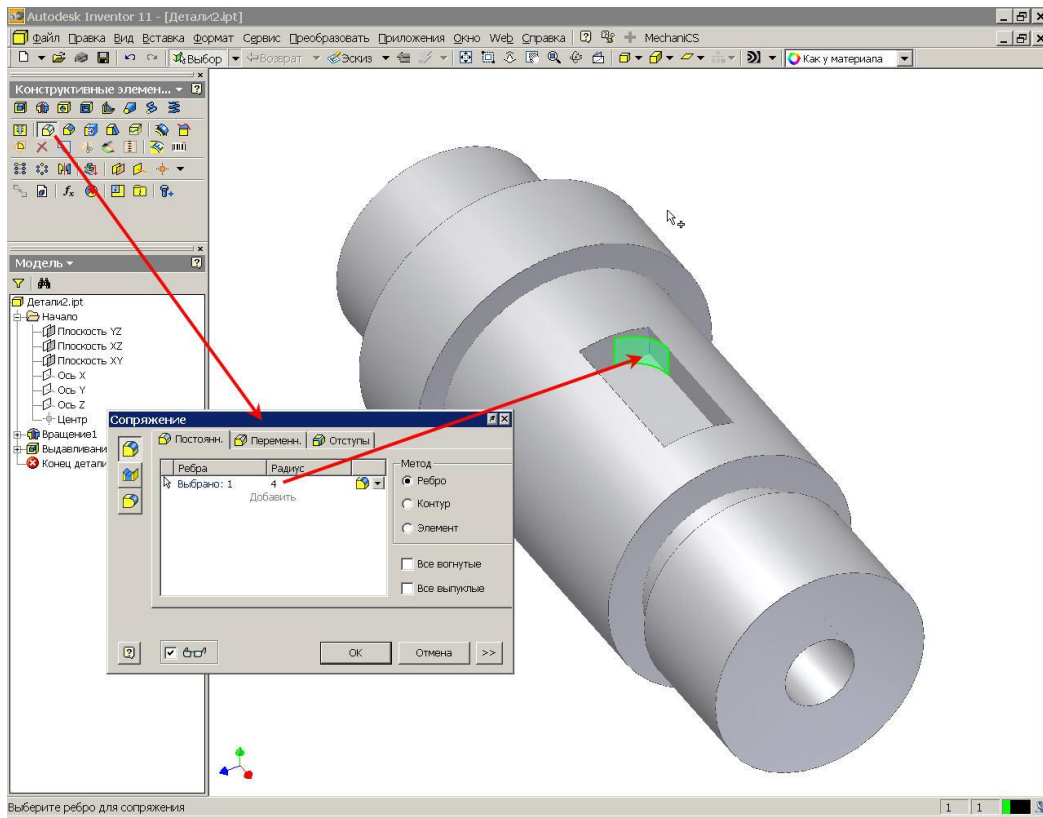 Autodesk Inventor 11 - [Детали2.ipt]
Файл Правка Вид Вставка Формат Сервис Преобразовать Приложения Окно Web Справка MechaniCS
Выбор Возврат Эскиз Как у материала
Конструктивные элемен...
Модель
Детали2.ipt
Начало
Плоскость YZ
Плоскость XZ
Плоскость XY
Ось X
Ось Y
Ось Z
Центр
Вращение1
Выдавливани
Конец детали
Сопряжение
Постоянн. Переменн. Отступы
Ребра Радиус
Выбрано: 1 4
Добавить
Метод
Ребро
Контур
Элемент
Все вогнутые
Все выпуклые
OK Отмена >>
Выберите ребро для сопряжения 1 1